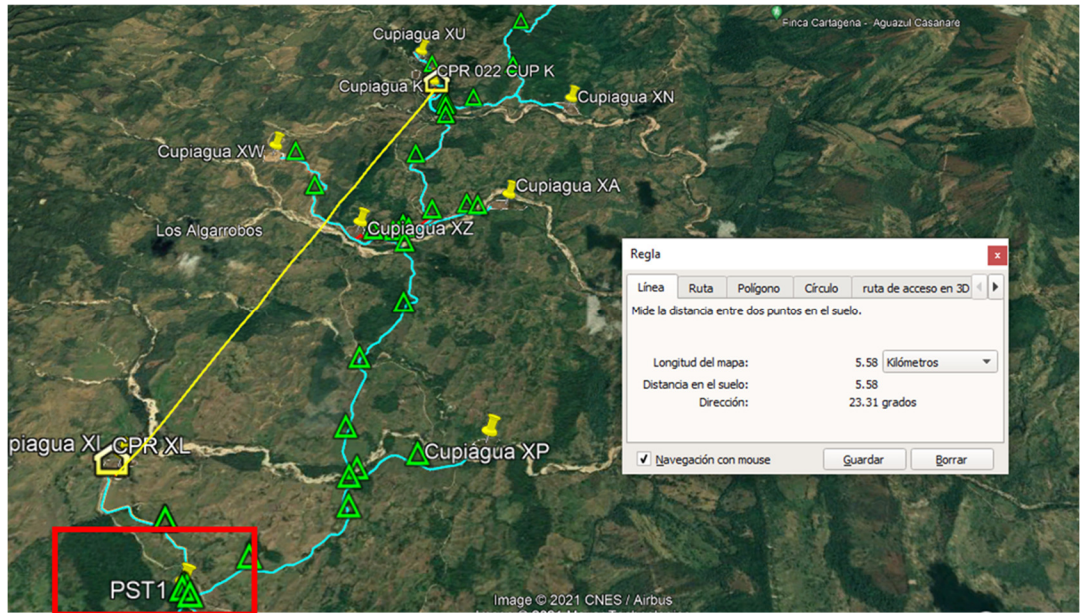 Finca Cartagena - Aguazul Casanare
Cupiagua XU
CPR 022 CUP K
Cupiagua K
Cupiagua XN
Cupiagua XW
Cupiagua XA
Los Algarrobos
Cupiagua XZ
Regla
x
Línea Ruta Polígono Círculo ruta de acceso en 3D
Mide la distancia entre dos puntos en el suelo.
Longitud del mapa: 5.58 Kilómetros
Distancia en el suelo: 5.58
Dirección: 23.31 grados
Navegación con mouse Guardar Borrar
piagua XL CPR XL
Cupiagua XP
PST1
Image © 2021 CNES / Airbus